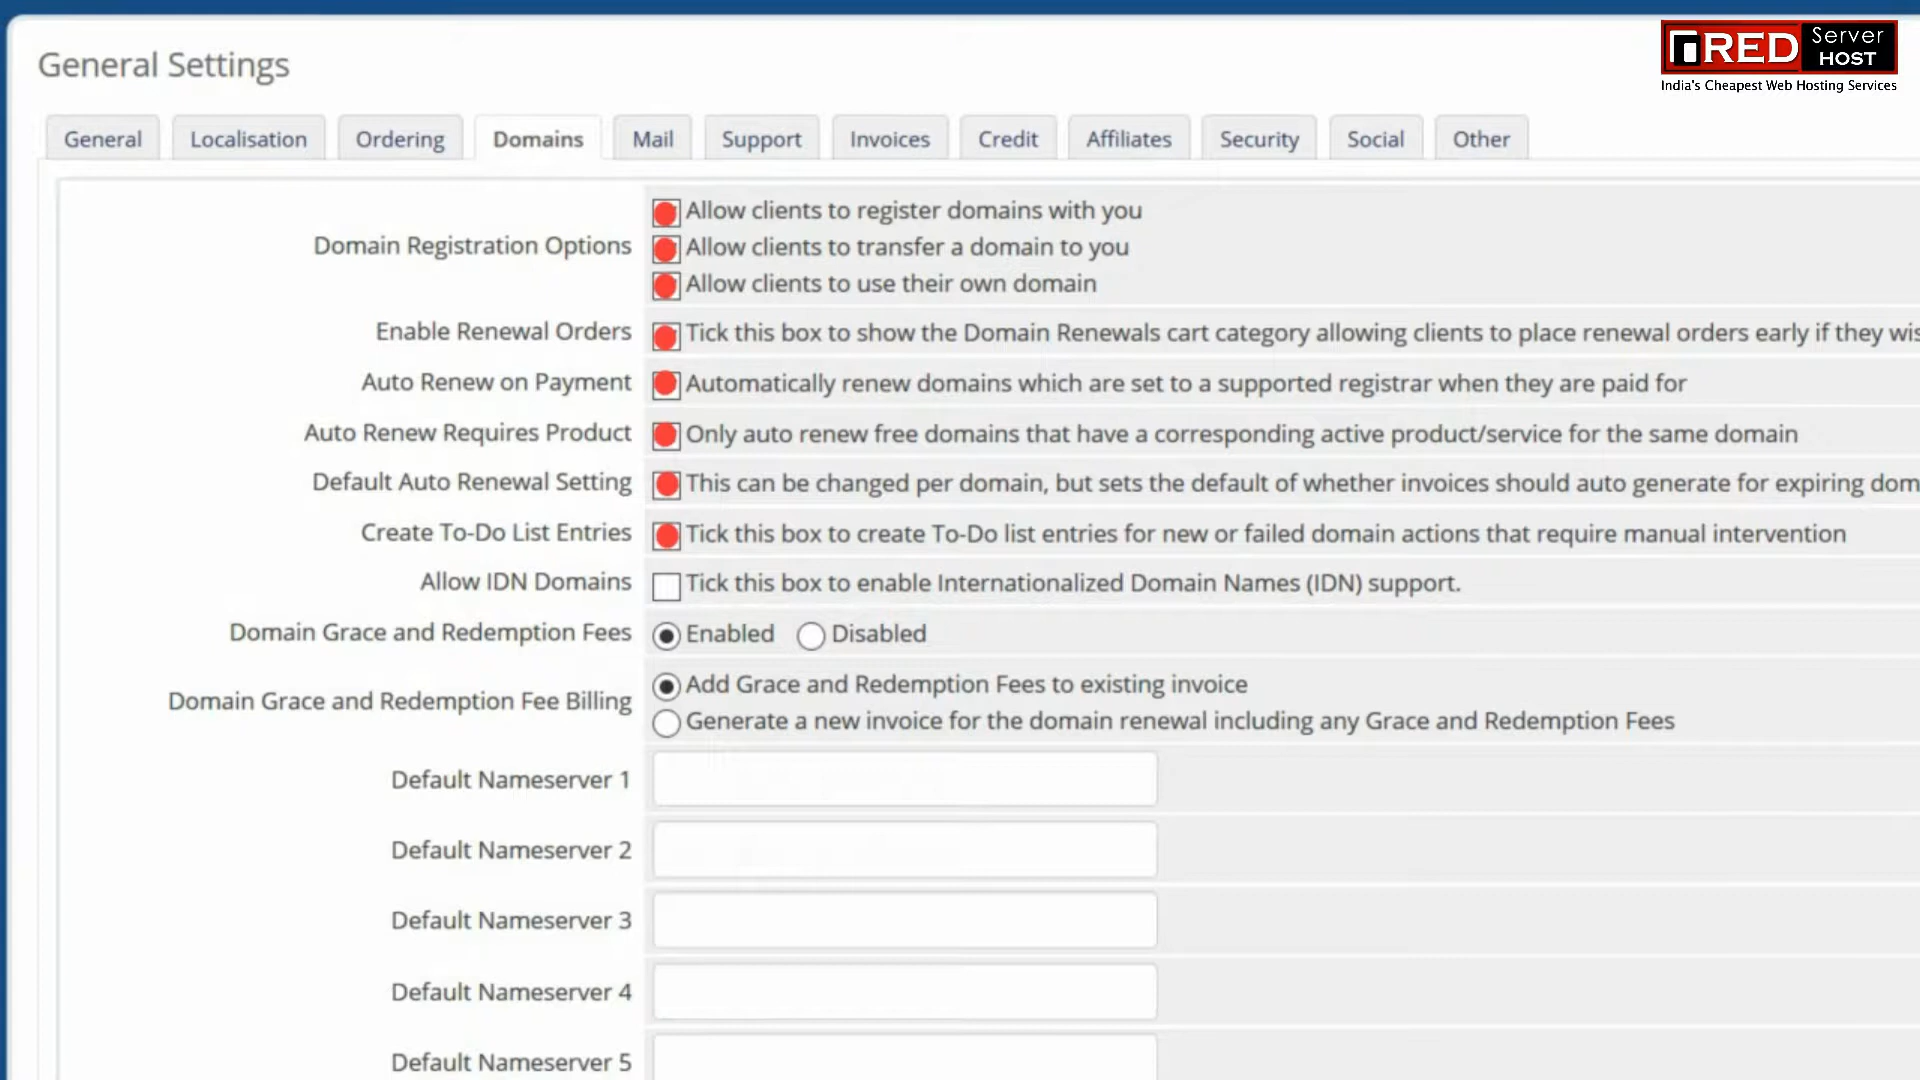 RED Server HOST
India's Cheapest Web Hosting Services
General Settings
General Localisation Ordering Domains Mail Support Invoices Credit Affiliates Security Social Other
Domain Registration Options
Allow clients to register domains with you
Allow clients to transfer a domain to you
Allow clients to use their own domain
Enable Renewal Orders Tick this box to show the Domain Renewals cart category allowing clients to place renewal orders early if they wis
Auto Renew on Payment Automatically renew domains which are set to a supported registrar when they are paid for
Auto Renew Requires Product Only auto renew free domains that have a corresponding active product/service for the same domain
Default Auto Renewal Setting This can be changed per domain, but sets the default of whether invoices should auto generate for expiring dom
Create To-Do List Entries Tick this box to create To-Do list entries for new or failed domain actions that require manual intervention
Allow IDN Domains Tick this box to enable Internationalized Domain Names (IDN) support.
Domain Grace and Redemption Fees Enabled Disabled
Domain Grace and Redemption Fee Billing
Add Grace and Redemption Fees to existing invoice
Generate a new invoice for the domain renewal including any Grace and Redemption Fees
Default Nameserver 1
Default Nameserver 2
Default Nameserver 3
Default Nameserver 4
Default Nameserver 5